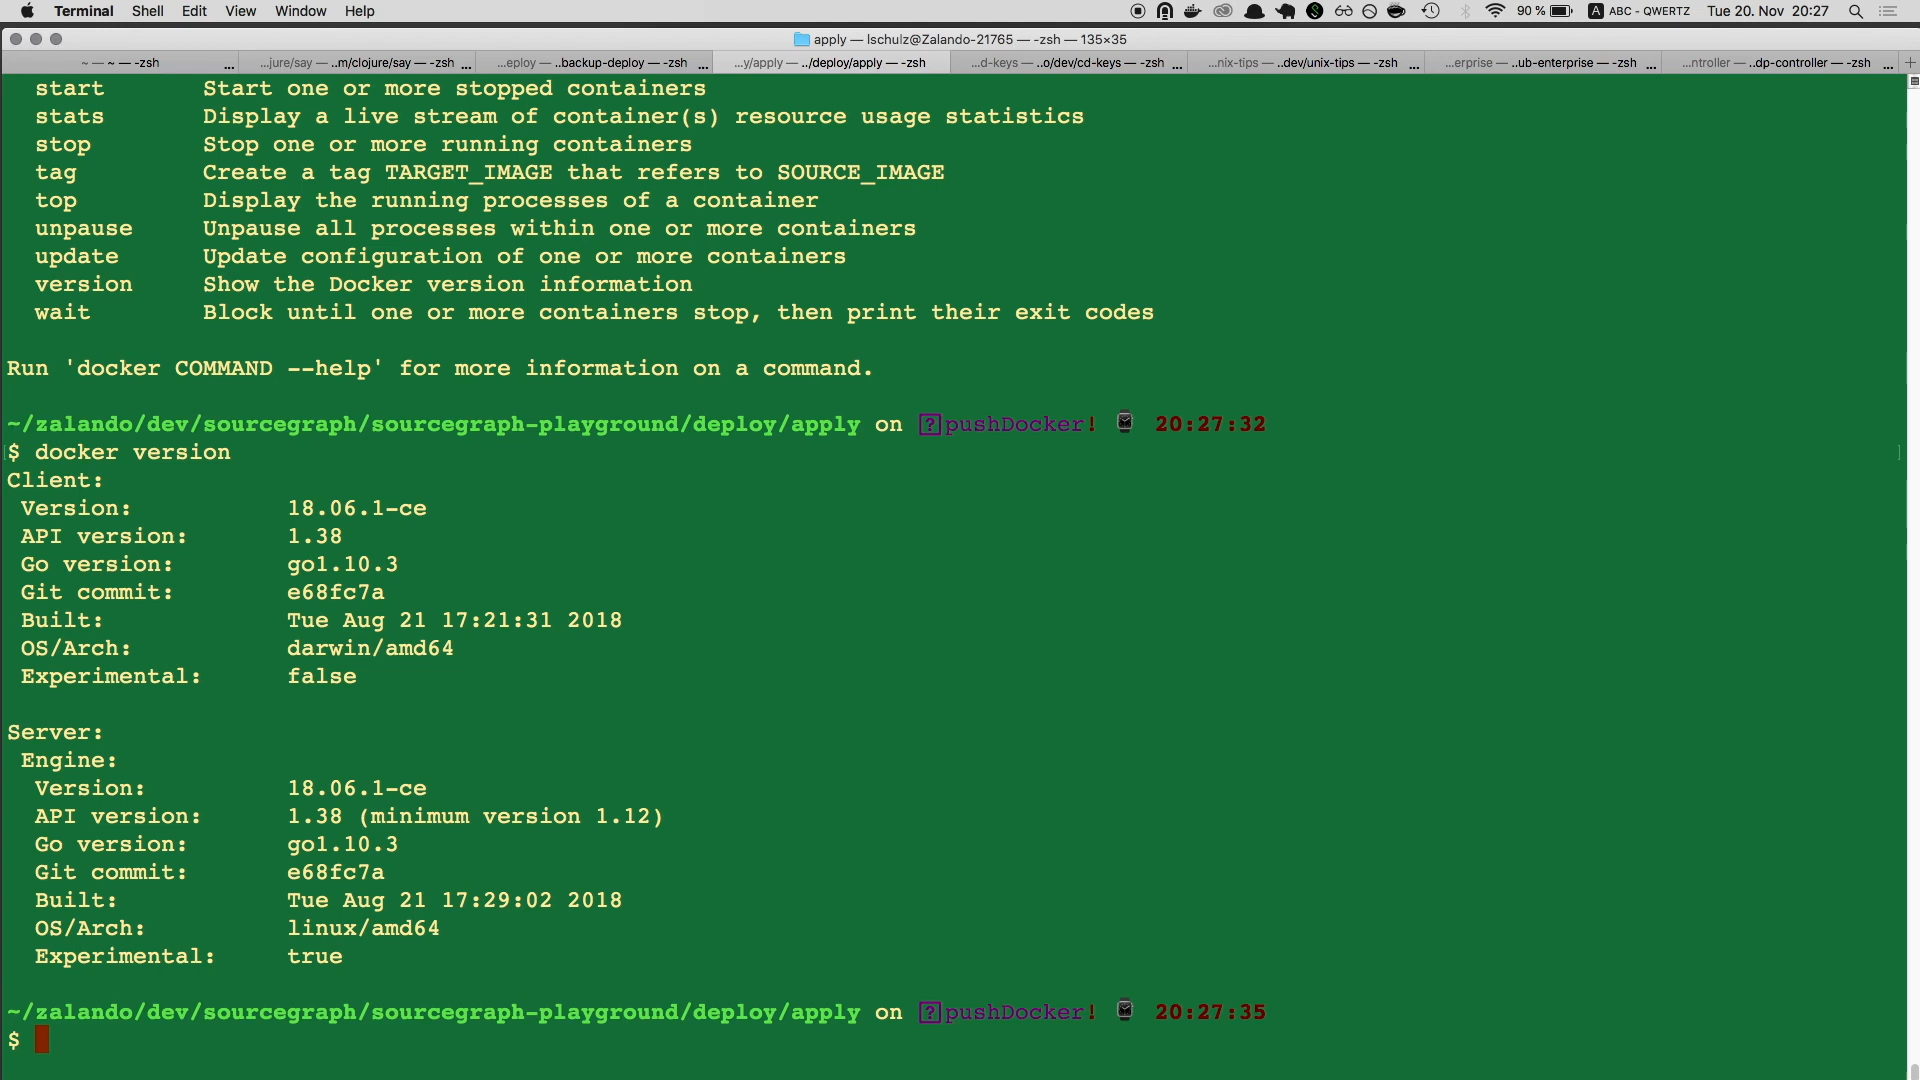 Terminal Shell Edit View Window Help 90 % A ABC - QWERTZ Tue 20. Nov 20:27
apply — lschulz@Zalando-21765 — -zsh — 135×35
~ — ~ — -zsh ... ...jure/say — ..m/clojure/say — -zsh ... ...eploy — ..backup-deploy — -zsh ... ...y/apply — ../deploy/apply — -zsh ...d-keys — ..o/dev/cd-keys — -zsh ... ...nix-tips — ..dev/unix-tips — -zsh ... ...erprise — ..ub-enterprise — -zsh ... ...ntroller — ..dp-controller — -zsh ... +
start Start one or more stopped containers
stats Display a live stream of container(s) resource usage statistics
stop Stop one or more running containers
tag Create a tag TARGET_IMAGE that refers to SOURCE_IMAGE
top Display the running processes of a container
unpause Unpause all processes within one or more containers
update Update configuration of one or more containers
version Show the Docker version information
wait Block until one or more containers stop, then print their exit codes
Run 'docker COMMAND --help' for more information on a command.
~/zalando/dev/sourcegraph/sourcegraph-playground/deploy/apply on ?pushDocker! ⌚ 20:27:32
$ docker version
Client:
Version: 18.06.1-ce
API version: 1.38
Go version: go1.10.3
Git commit: e68fc7a
Built: Tue Aug 21 17:21:31 2018
OS/Arch: darwin/amd64
Experimental: false
Server:
Engine:
Version: 18.06.1-ce
API version: 1.38 (minimum version 1.12)
Go version: go1.10.3
Git commit: e68fc7a
Built: Tue Aug 21 17:29:02 2018
OS/Arch: linux/amd64
Experimental: true
~/zalando/dev/sourcegraph/sourcegraph-playground/deploy/apply on ?pushDocker! ⌚ 20:27:35
$